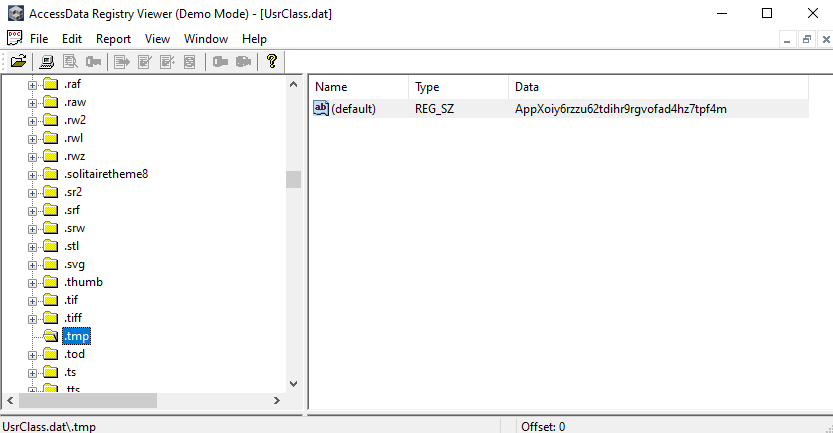 AccessData Registry Viewer (Demo Mode) - [UsrClass.dat]
DOC File Edit Report View Window Help
Name Type Data
ab (default) REG_SZ AppXoiy6rzzu62tdihr9rgvofad4hz7tpf4m
.raf
.raw
.rw2
.rwl
.rwz
.solitairetheme8
.sr2
.srf
.srw
.stl
.svg
.thumb
.tif
.tiff
.tmp
.tod
.ts
.tts
UsrClass.dat\.tmp Offset: 0